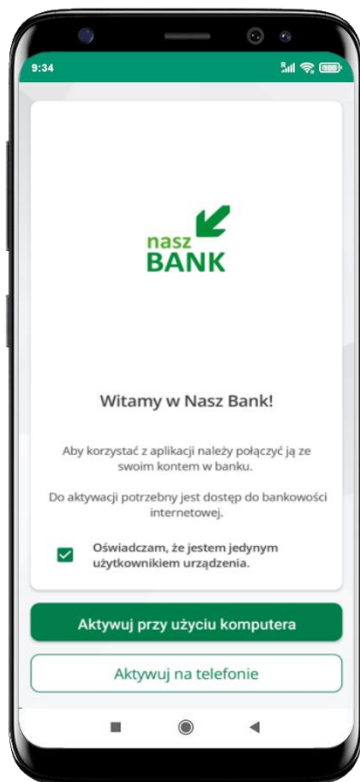 9:34
100
nasz
BANK
Witamy w Nasz Bank!
Aby korzystać z aplikacji należy połączyć ją ze
swoim kontem w banku.
Do aktywacji potrzebny jest dostęp do bankowości
internetowej.
Oświadczam, że jestem jedynym
użytkownikiem urządzenia.
Aktywuj przy użyciu komputera
Aktywuj na telefonie